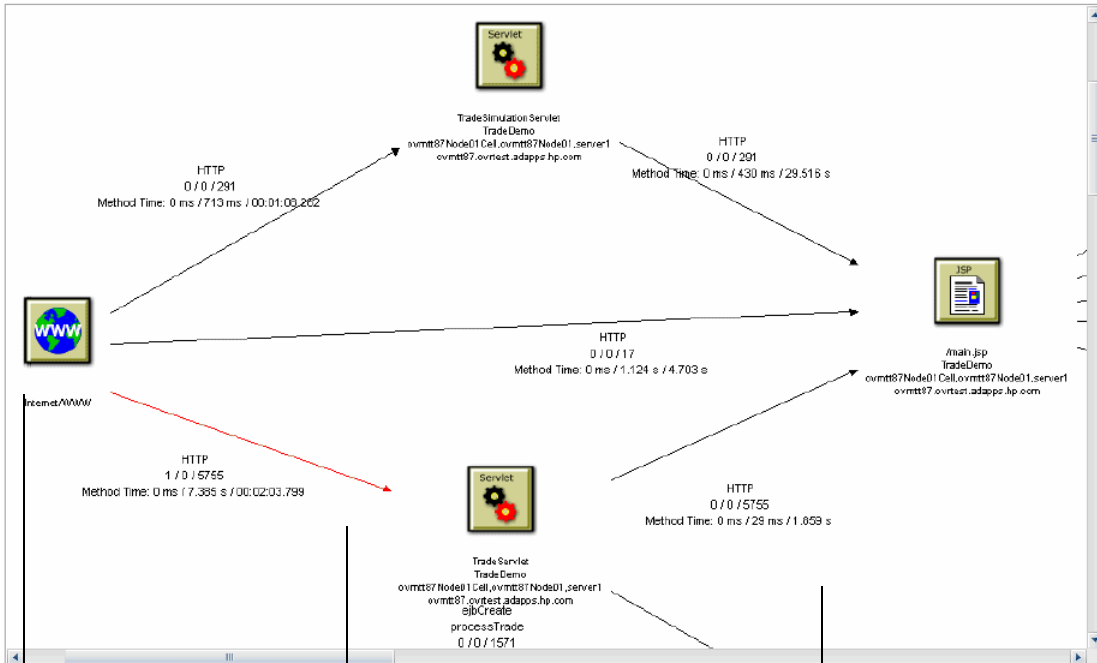 Servlet
TradeSimulationServlet
TradeDemo
ovmtt87Node01Cell,ovmtt87Node01,server1
ovmtt87.ovrtest.adapps.hp.com
HTTP
0 / 0 / 291
Method Time: 0 ms / 713 ms / 00:01:08.262
HTTP
0 / 0 / 291
Method Time: 0 ms / 430 ms / 29.516 s
WWW
Internet/WWW
HTTP
0 / 0 / 17
Method Time: 0 ms / 1.124 s / 4.703 s
JSP
/main.jsp
TradeDemo
ovmtt87Node01Cell,ovmtt87Node01,server1
ovmtt87.ovrtest.adapps.hp.com
HTTP
1 / 0 / 5755
Method Time: 0 ms / 7.385 s / 00:02:03.799
Servlet
TradeServlet
TradeDemo
ovmtt87Node01Cell,ovmtt87Node01,server1
ovmtt87.ovrtest.adapps.hp.com
HTTP
0 / 0 / 5755
Method Time: 0 ms / 29 ms / 1.859 s
ejbCreate
processTrade
0 / 0 / 1571